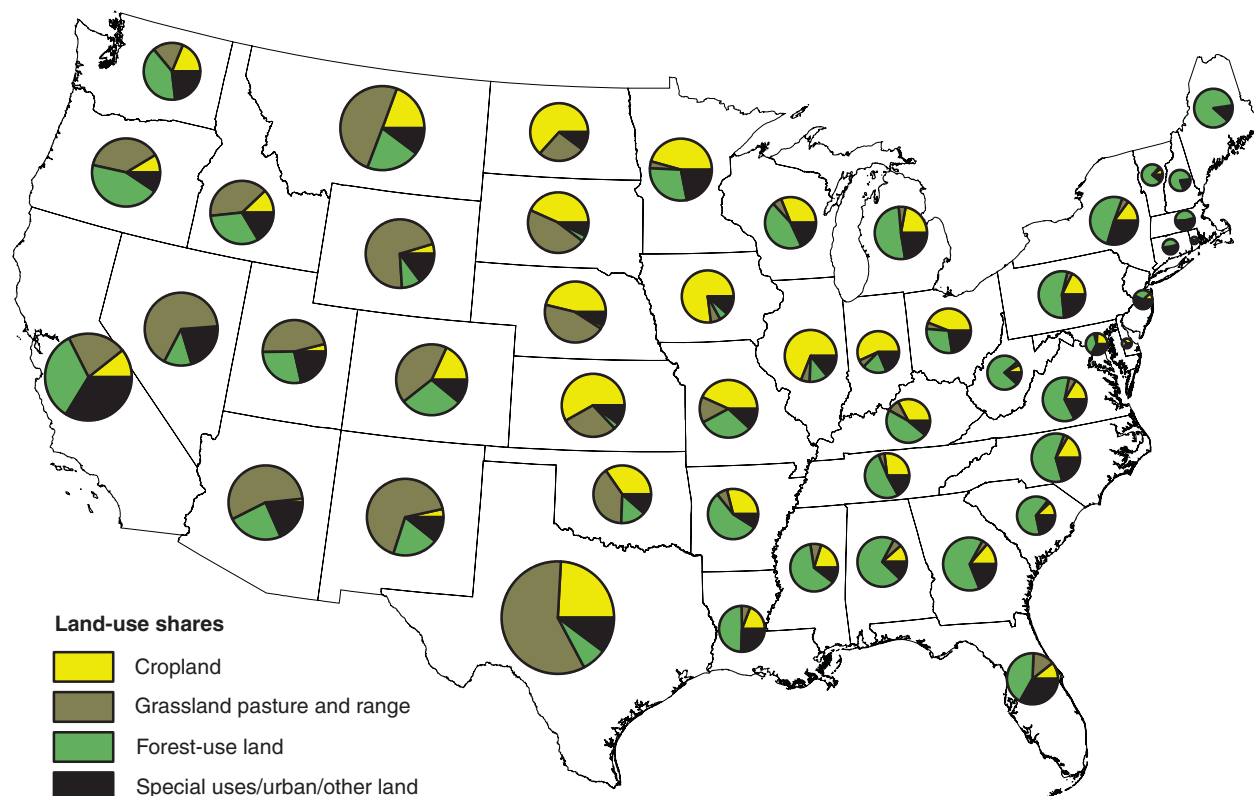 Land-use shares
Cropland
Grassland pasture and range
Forest-use land
Special uses/urban/other land